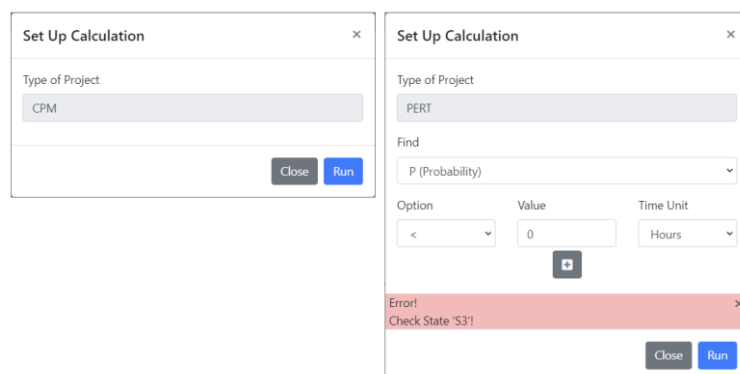 Set Up Calculation ×
Type of Project
CPM
Close Run
Set Up Calculation ×
Type of Project
PERT
Find
P (Probability)
Option Value Time Unit
< 0 Hours
+
Error! ×
Check State 'S3'!
Close Run